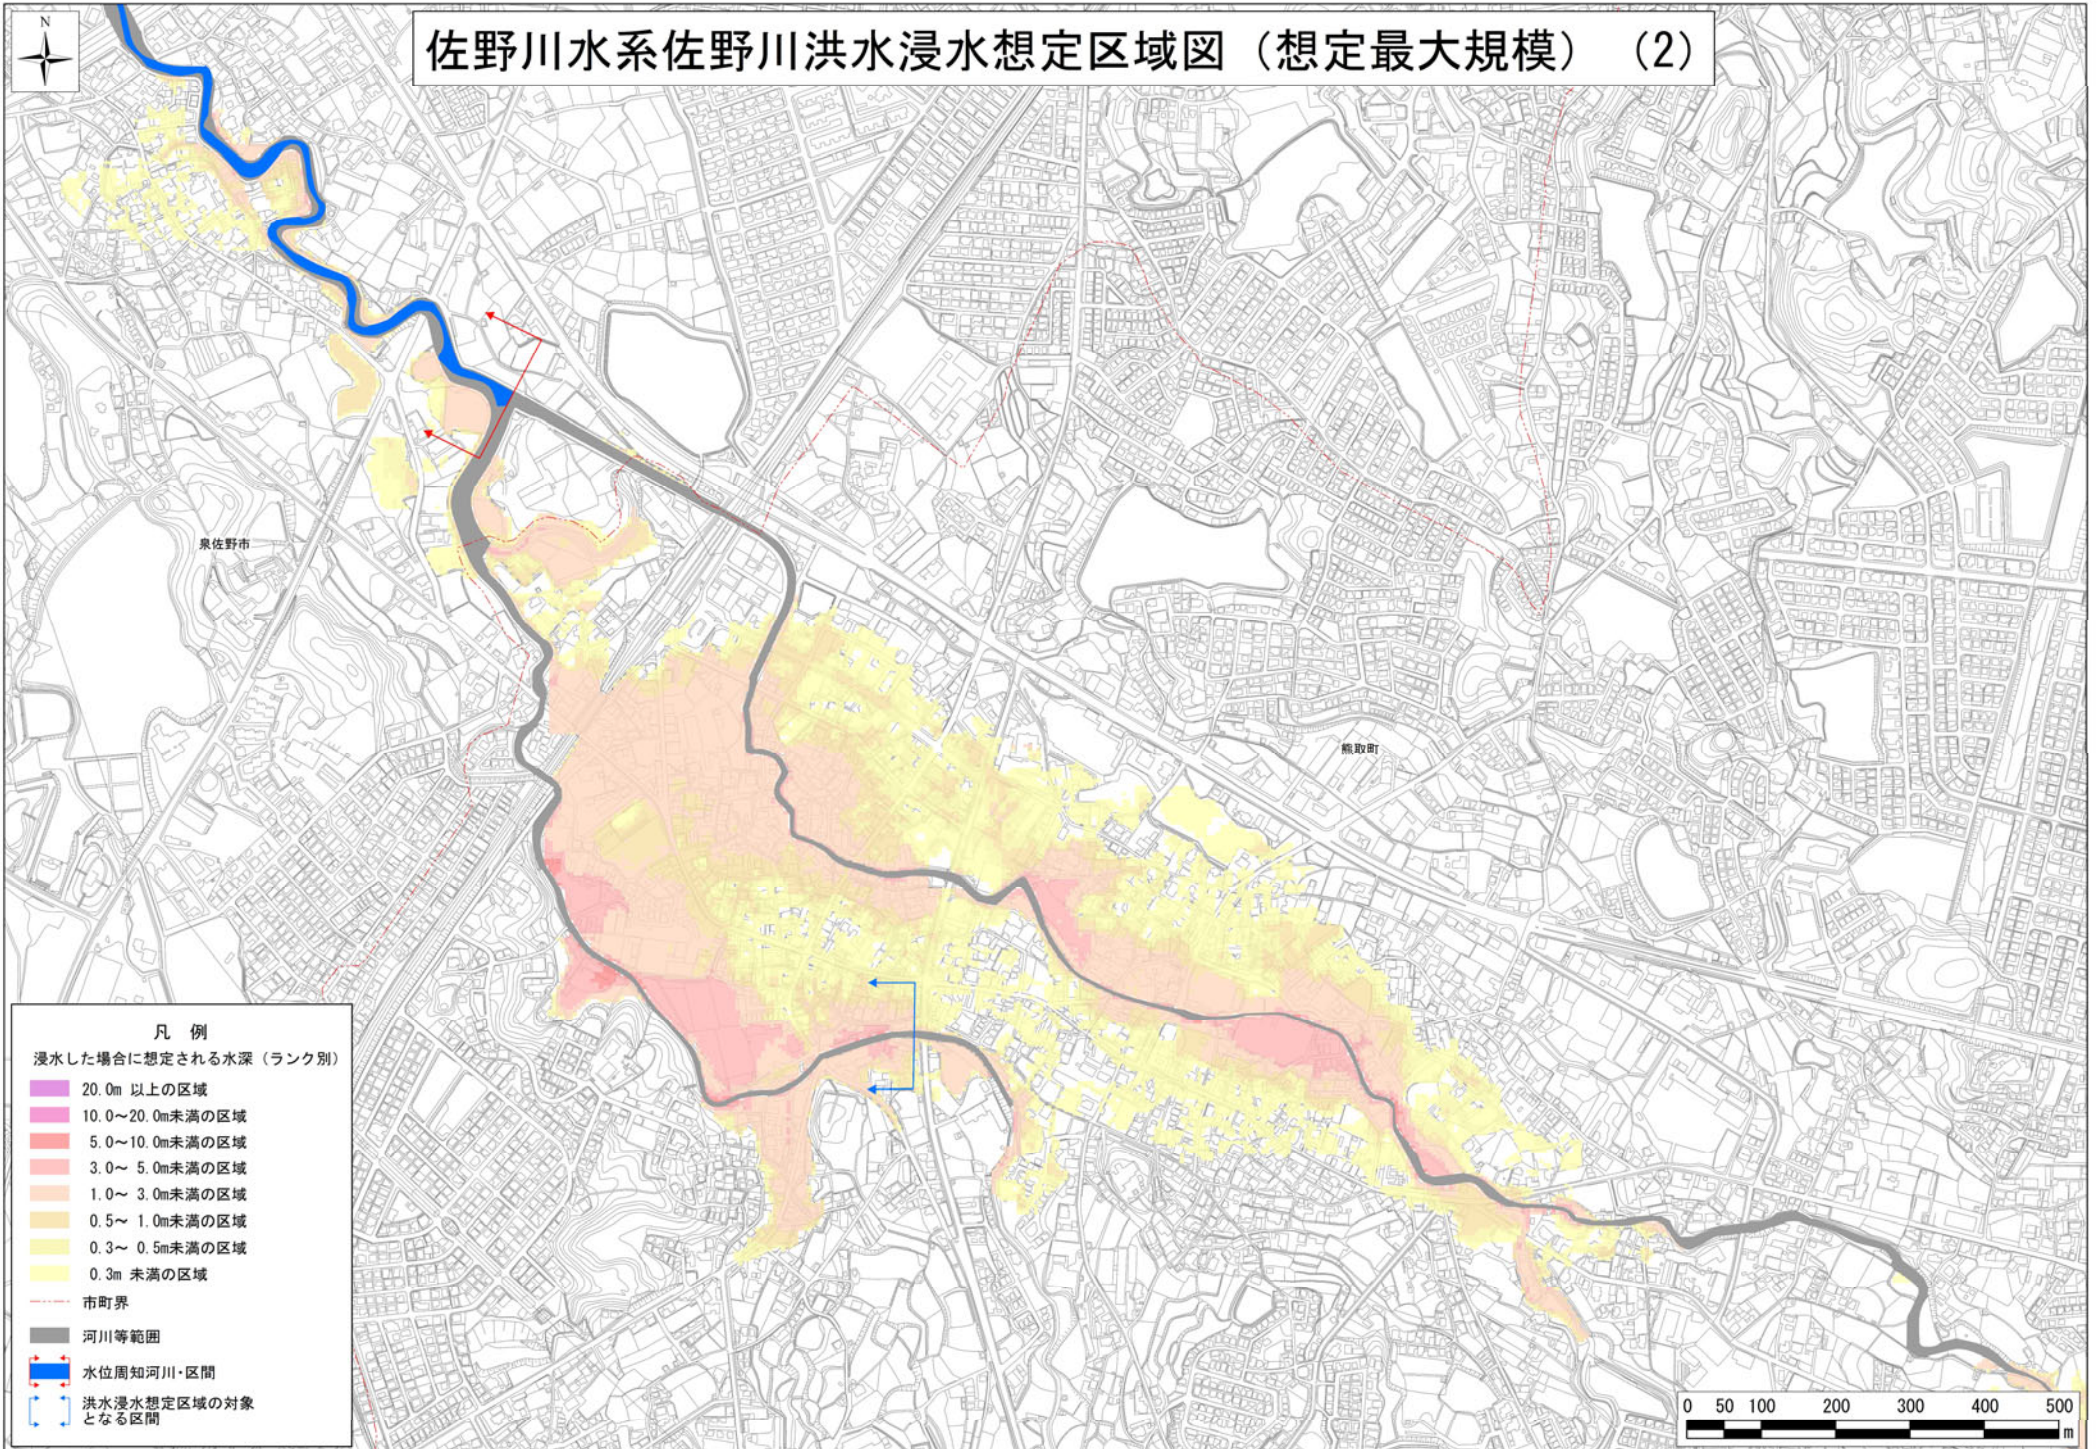 N
佐野川水系佐野川洪水浸水想定区域図（想定最大規模）（2）
泉佐野市
熊取町
凡 例
浸水した場合に想定される水深（ランク別）
20.0m 以上の区域
10.0～20.0m未満の区域
5.0～10.0m未満の区域
3.0～ 5.0m未満の区域
1.0～ 3.0m未満の区域
0.5～ 1.0m未満の区域
0.3～ 0.5m未満の区域
0.3m 未満の区域
市町界
河川等範囲
水位周知河川・区間
洪水浸水想定区域の対象
となる区間
0 50 100 200 300 400 500
m